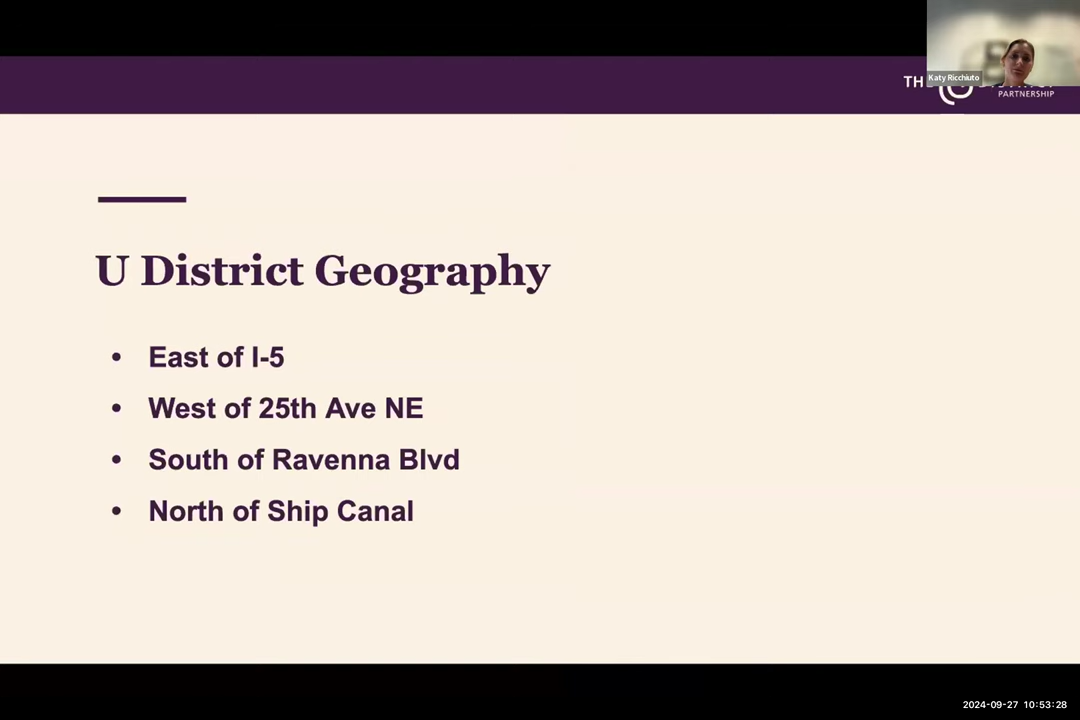 Katy Ricchiuto
TH
PARTNERSHIP
U District Geography
• East of I-5
• West of 25th Ave NE
• South of Ravenna Blvd
• North of Ship Canal
2024-09-27 10:53:28